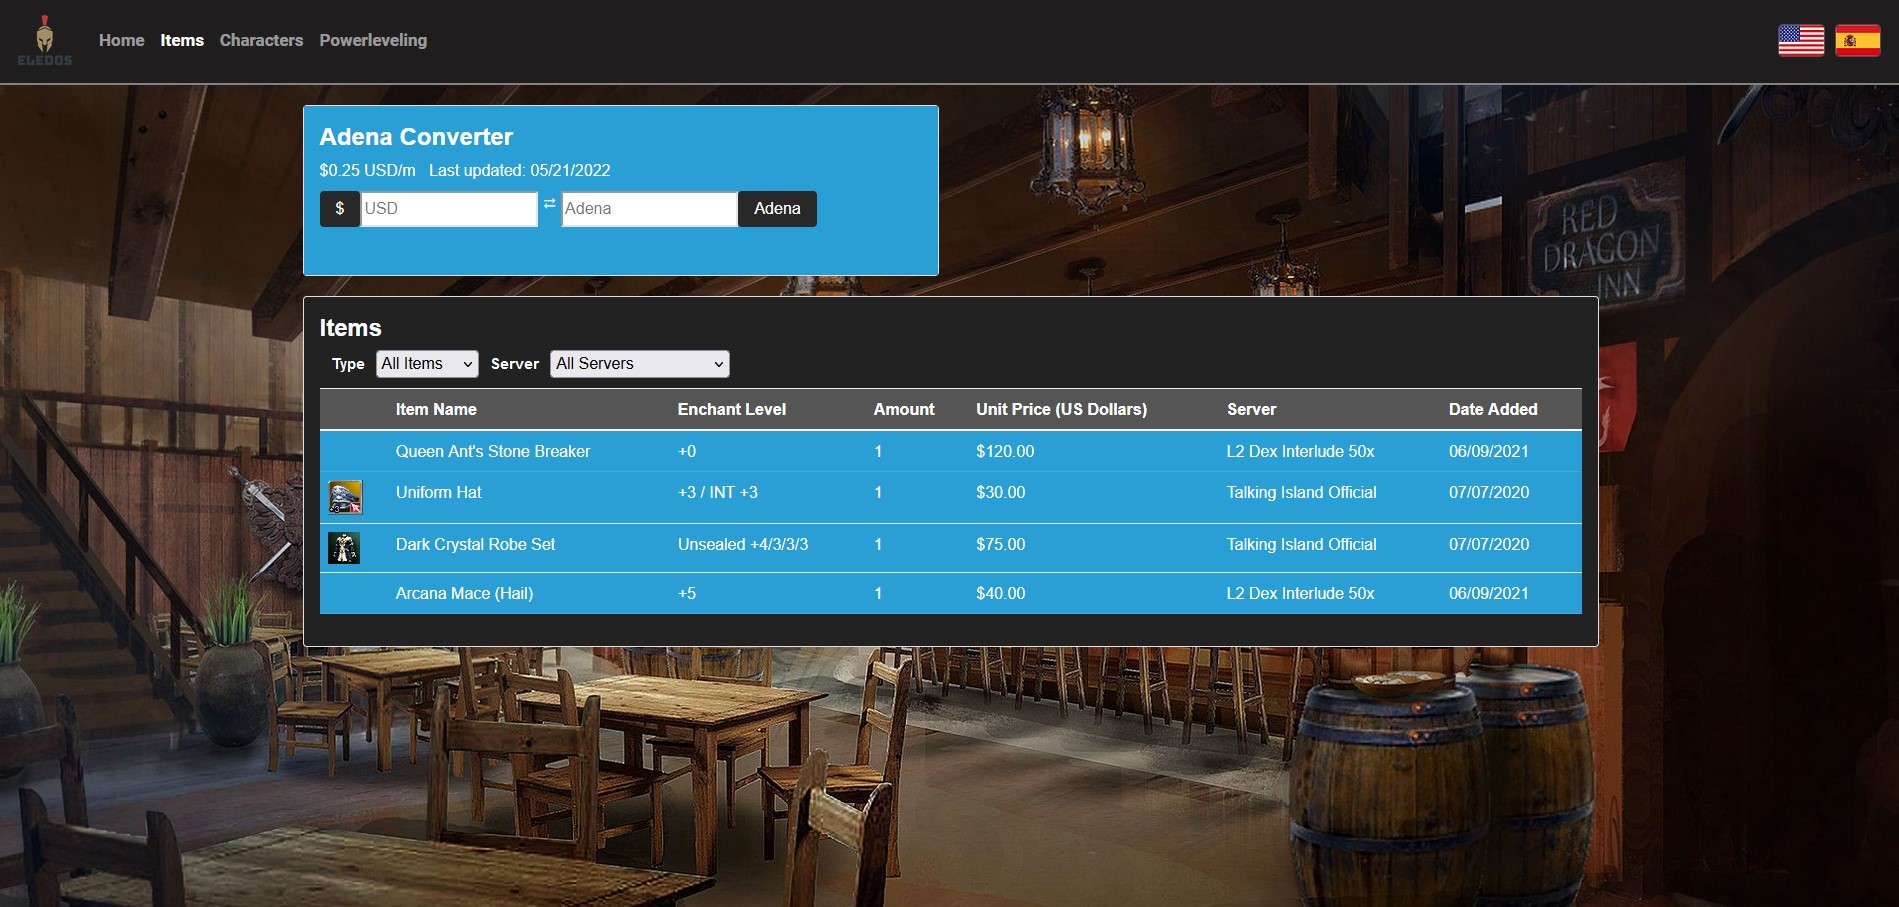 ELEDOS
Home Items Characters Powerleveling
Adena Converter
$0.25 USD/m Last updated: 05/21/2022
$ USD ⇄ Adena Adena
RED
DRAGON
INN
Items
Type All Items Server All Servers
Item Name Enchant Level Amount Unit Price (US Dollars) Server Date Added
Queen Ant's Stone Breaker +0 1 $120.00 L2 Dex Interlude 50x 06/09/2021
Uniform Hat +3 / INT +3 1 $30.00 Talking Island Official 07/07/2020
Dark Crystal Robe Set Unsealed +4/3/3/3 1 $75.00 Talking Island Official 07/07/2020
Arcana Mace (Hail) +5 1 $40.00 L2 Dex Interlude 50x 06/09/2021